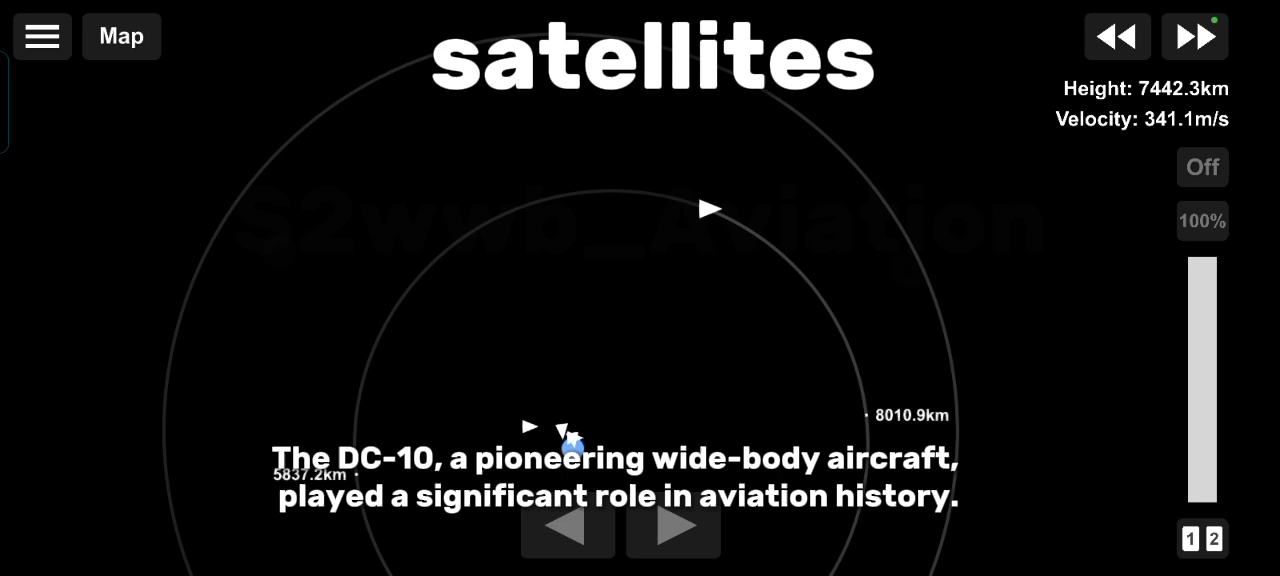 Map
satellites
Height: 7442.3km
Velocity: 341.1m/s
Off
100%
S2wwb_Aviation
8010.9km
The DC-10, a pioneering wide-body aircraft,
5837.2km
played a significant role in aviation history.
1 2